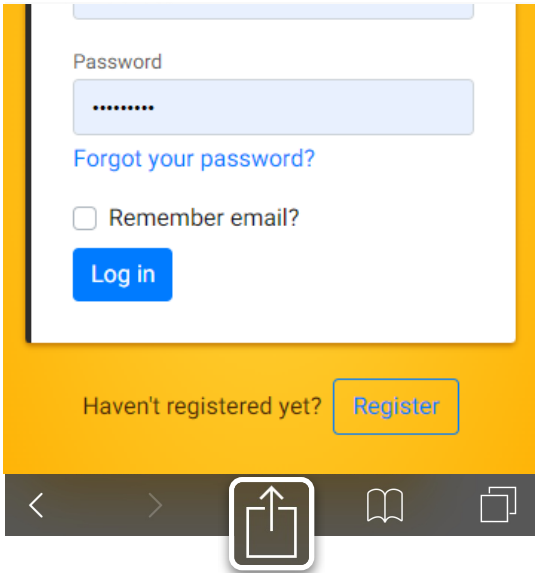 Password
•••••••••
Forgot your password?
Remember email?
Log in
Haven't registered yet? Register